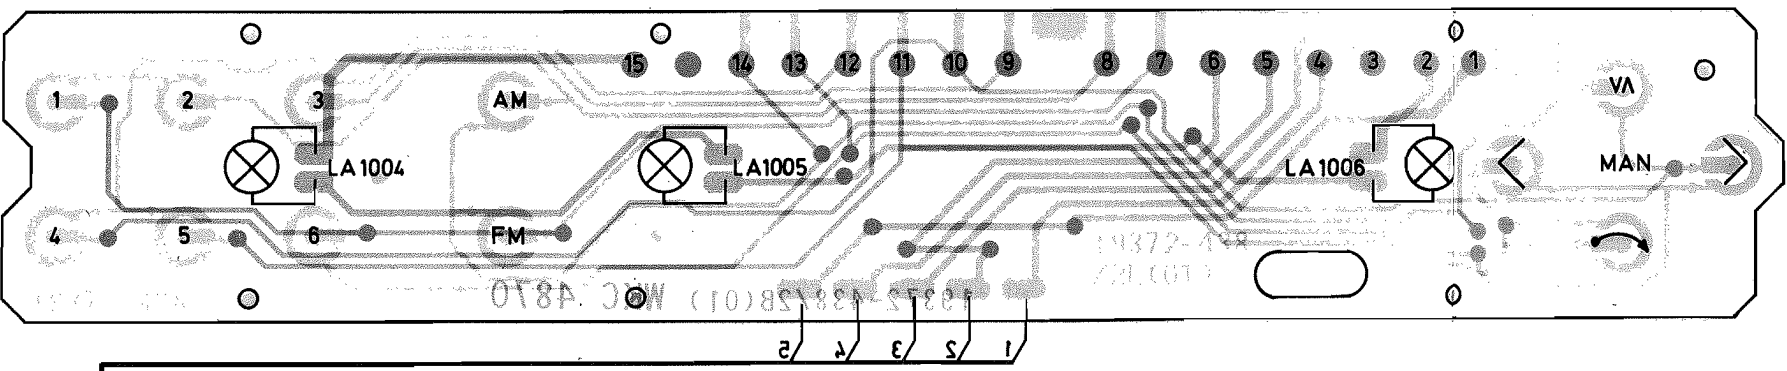 15 14 13 12 11 10 9 8 7 6 5 4 3 2 1
1 2 3 AM VA
LA1004 LA1005 LA1006 MAN
4 5 6 FM
19372-438/2B(01) WKC 4870
5 4 3 2 1